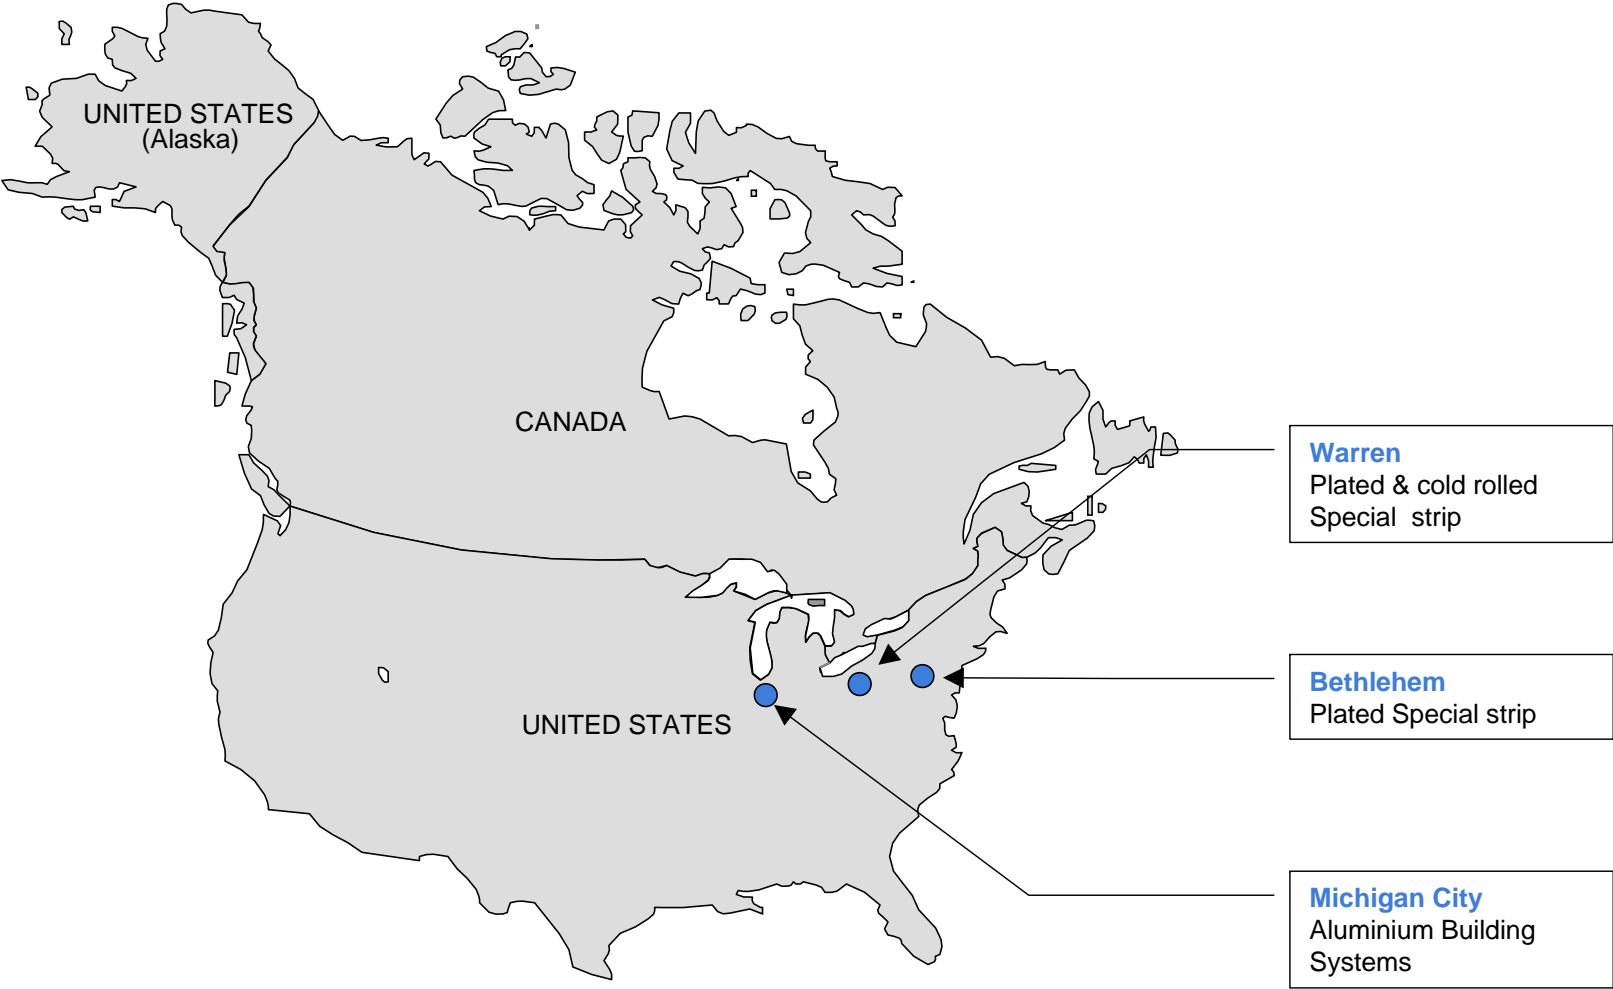 UNITED STATES
(Alaska)
CANADA
UNITED STATES
Warren
Plated & cold rolled
Special  strip
Bethlehem
Plated Special strip
Michigan City
Aluminium Building
Systems